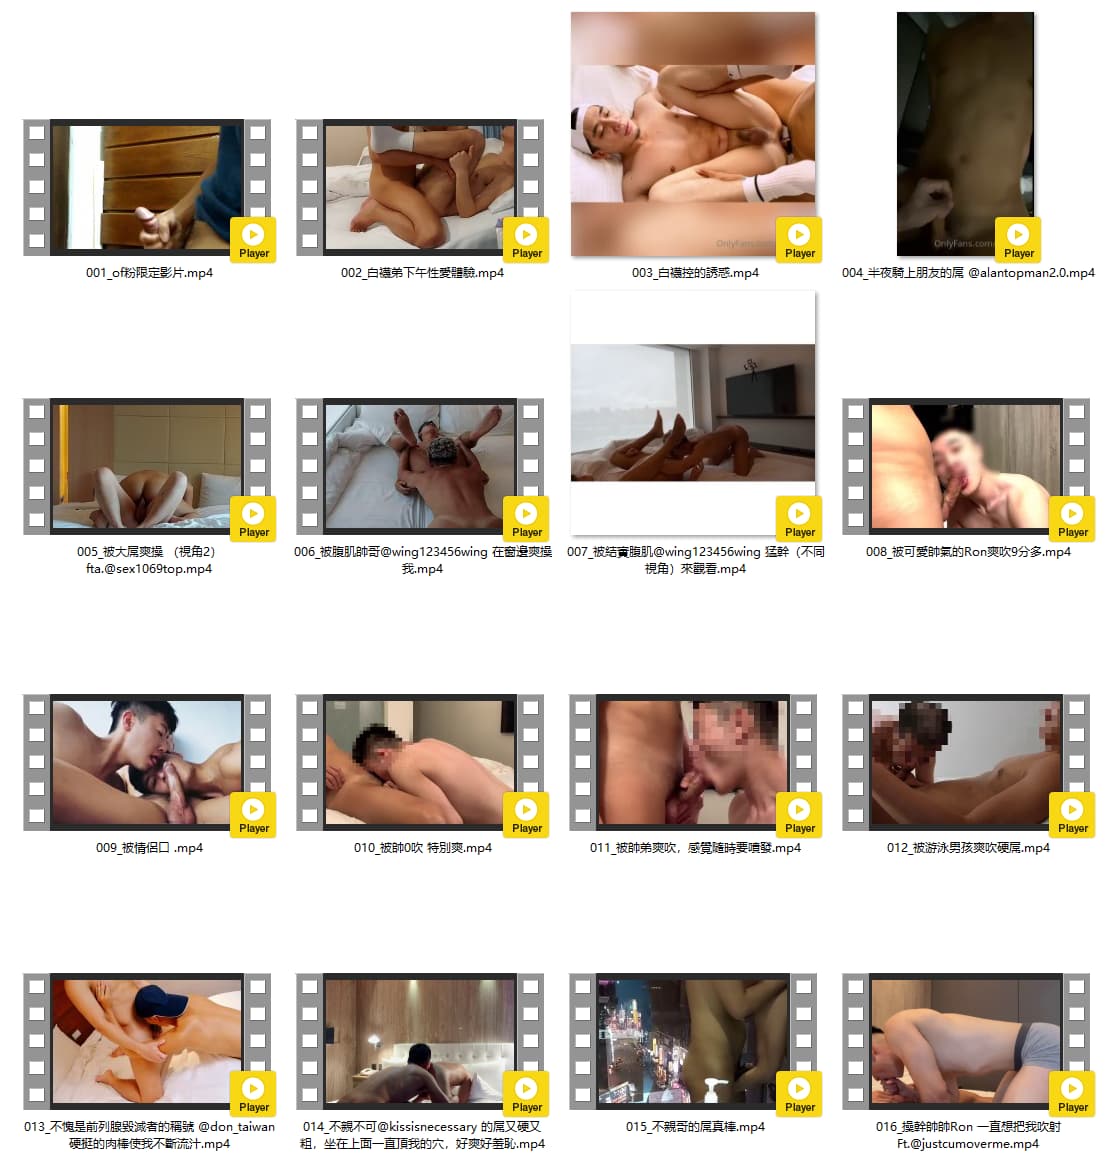 OnlyFans.com
OnlyFans.com
Player
Player
Player
Player
001_of粉限定影片.mp4
002_白襪弟下午性愛體驗.mp4
003_白襪控的誘惑.mp4
004_半夜騎上朋友的屌 @alantopman2.0.mp4
Player
Player
Player
Player
005_被大屌爽操 （視角2）
fta.@sex1069top.mp4
006_被腹肌帥哥@wing123456wing 在窗邊爽操
我.mp4
007_被結實腹肌@wing123456wing 猛幹（不同
視角）來觀看.mp4
008_被可愛帥氣的Ron爽吹9分多.mp4
Player
Player
Player
Player
009_被情侶口 .mp4
010_被帥0吹 特別爽.mp4
011_被帥弟爽吹，感覺隨時要噴發.mp4
012_被游泳男孩爽吹硬屌.mp4
Player
Player
Player
Player
013_不愧是前列腺毀滅者的稱號 @don_taiwan
硬挺的肉棒使我不斷流汁.mp4
014_不親不可@kissisnecessary 的屌又硬又
粗，坐在上面一直頂我的穴，好爽好羞恥.mp4
015_不親哥的屌真棒.mp4
016_操幹帥帥Ron 一直想把我吹射
Ft.@justcumoverme.mp4